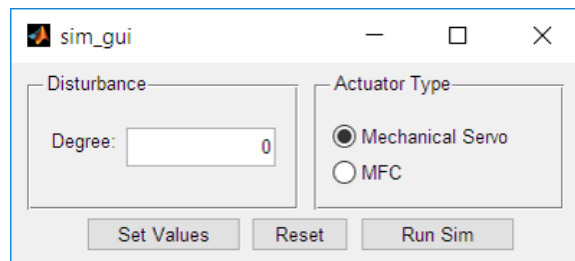 sim_gui
Disturbance
Degree: 0
Actuator Type
Mechanical Servo
MFC
Set Values Reset Run Sim